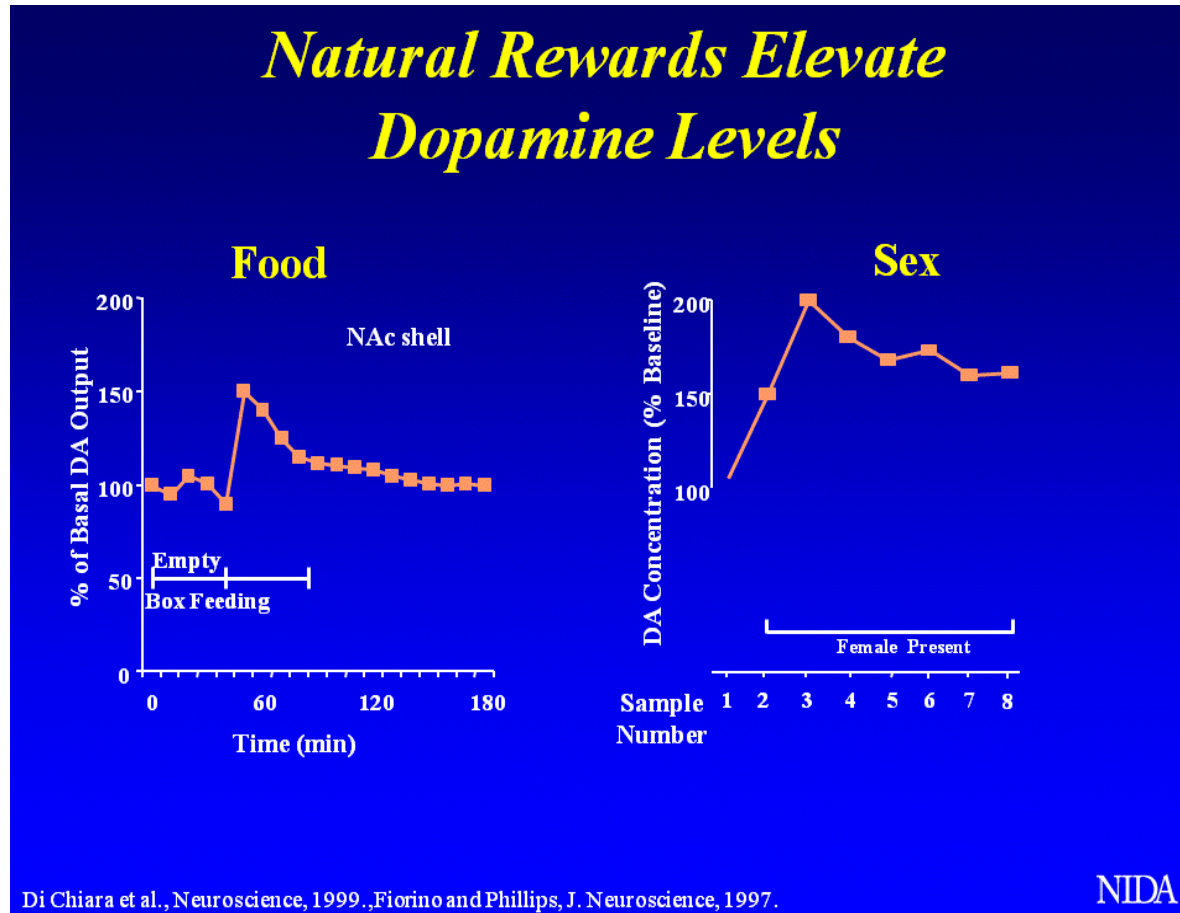 Natural Rewards Elevate
Dopamine Levels
Food
% of Basal DA Output
200
150
100
50
0
NAc shell
Empty
Box Feeding
0 60 120 180
Time (min)
Sex
DA Concentration (% Baseline)
200
150
100
Female Present
Sample
Number
1 2 3 4 5 6 7 8
Di Chiara et al., Neuroscience, 1999.,Fiorino and Phillips, J. Neuroscience, 1997.
NIDA